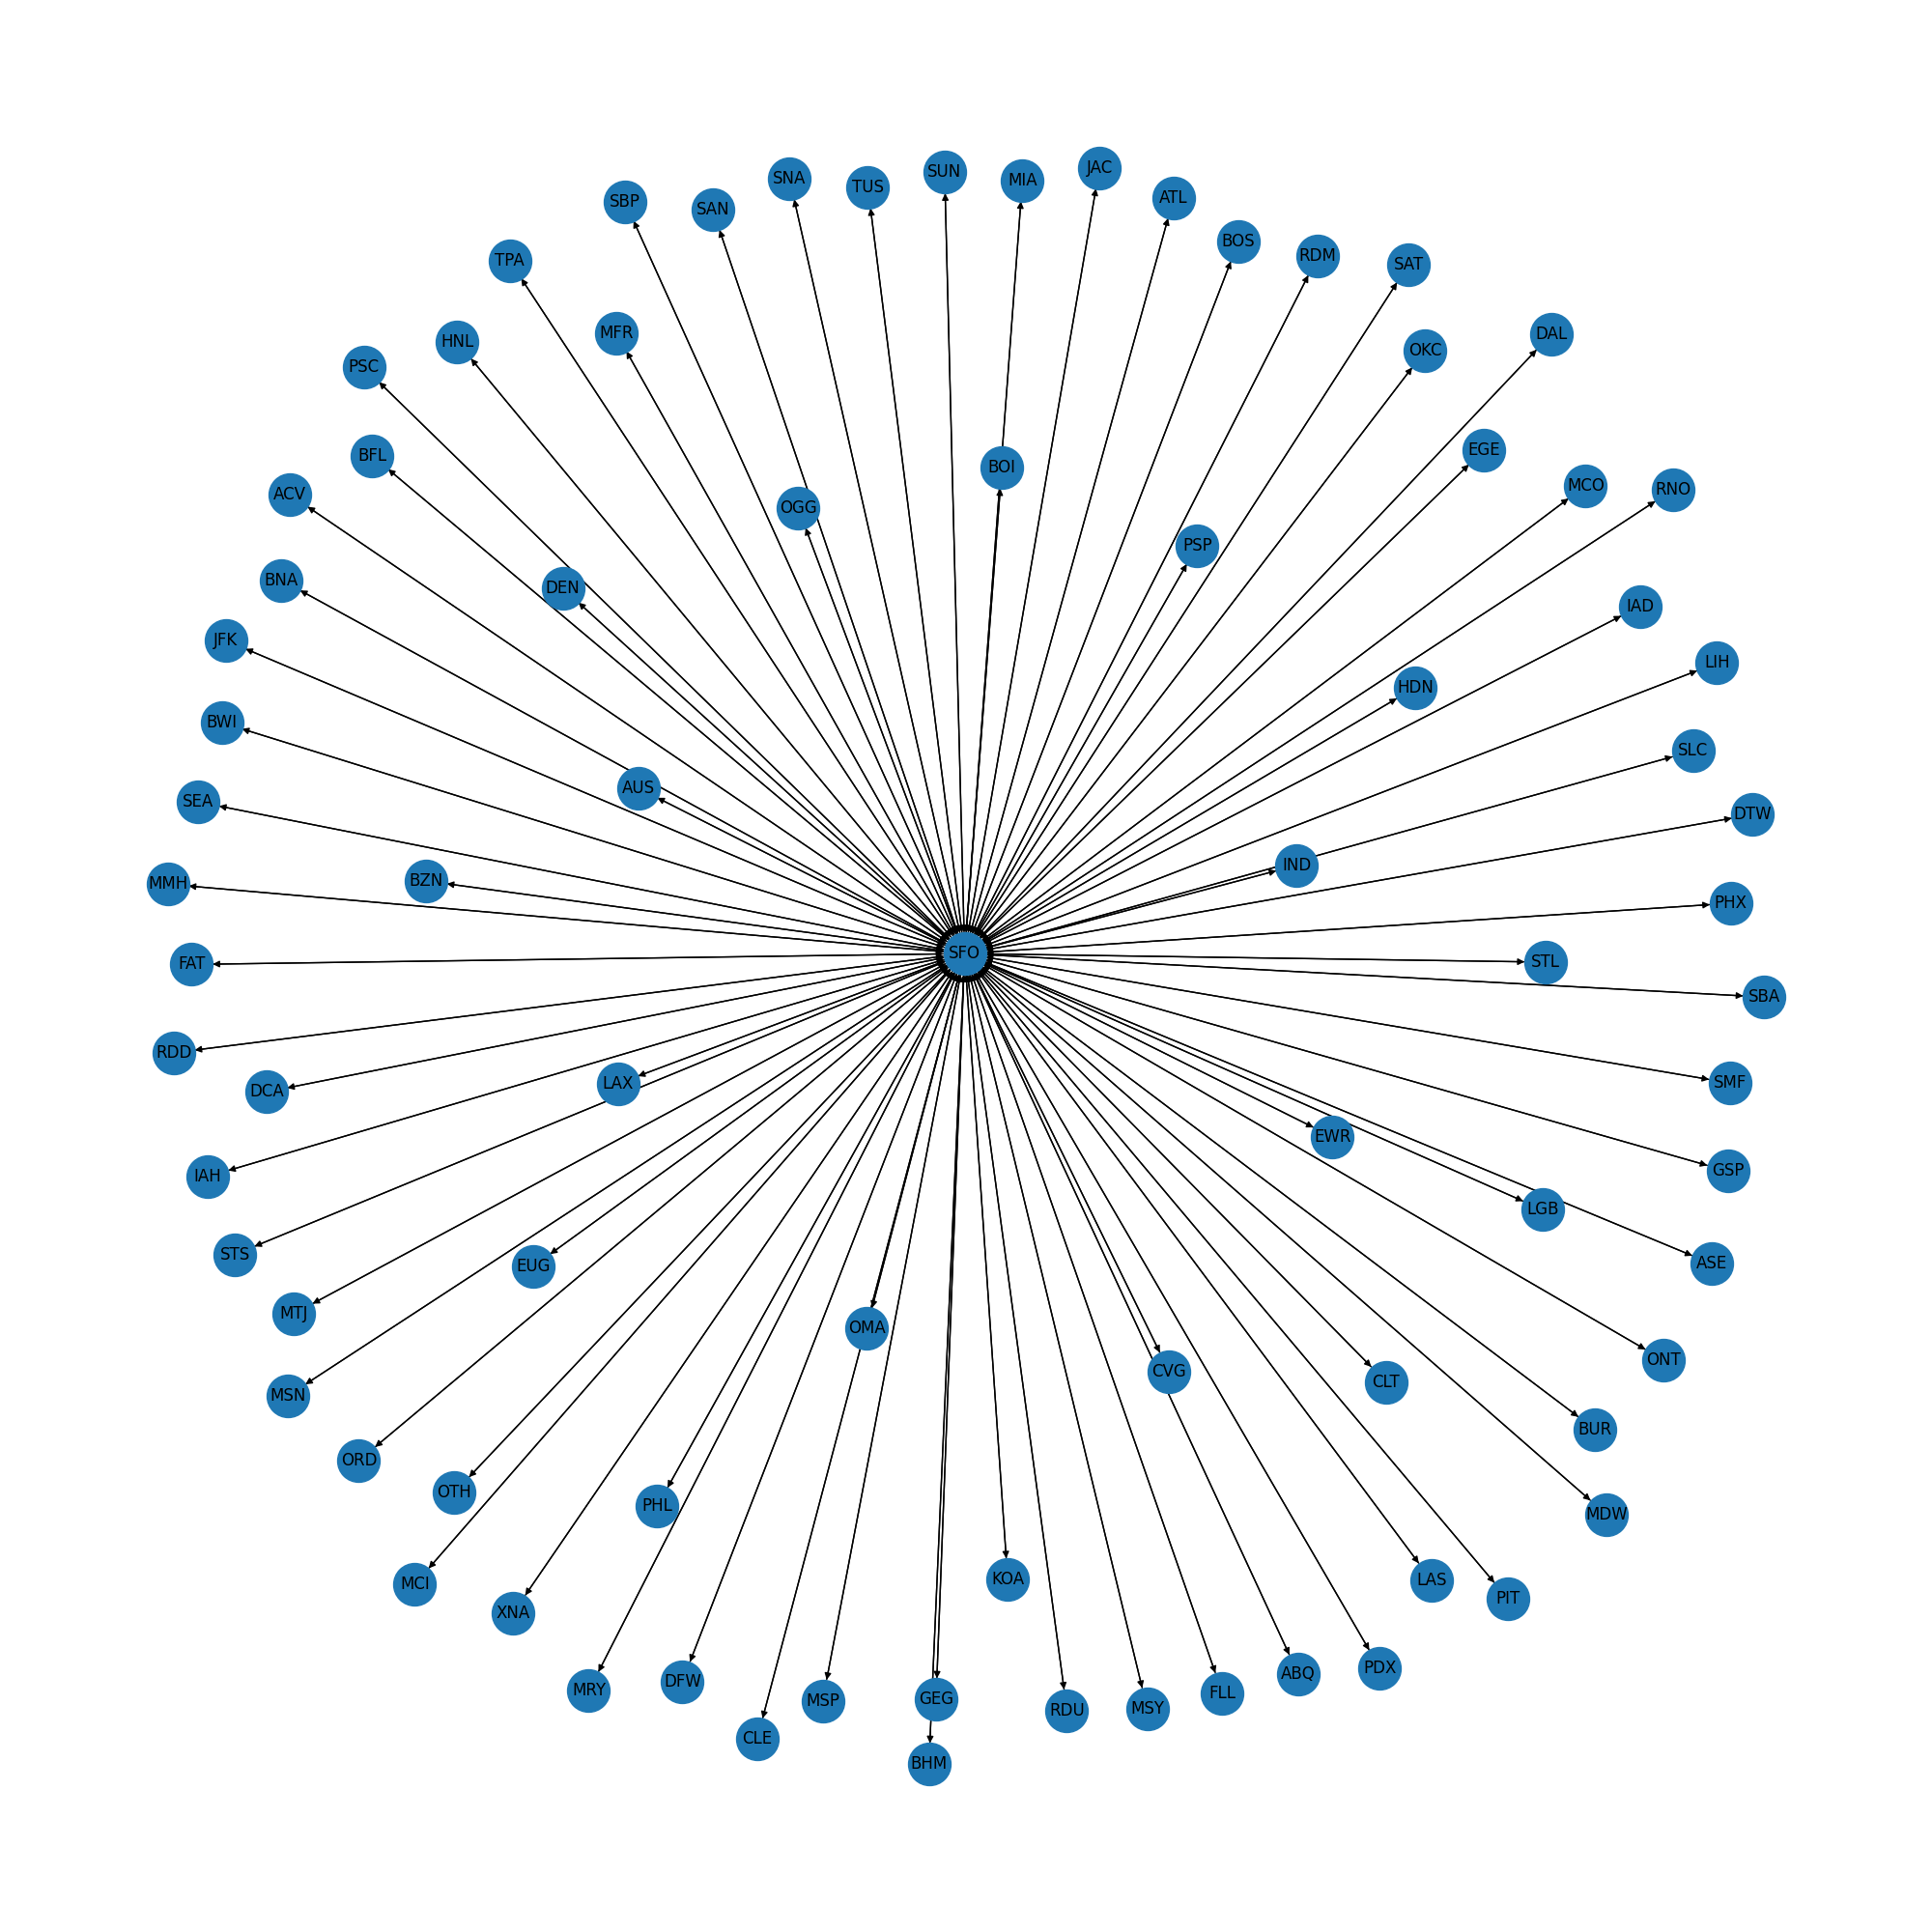 JAC
SUN
SNA
MIA
TUS
ATL
SBP
SAN
BOS
RDM
TPA
SAT
MFR
DAL
HNL
OKC
PSC
EGE
BFL
BOI
MCO
RNO
ACV
OGG
PSP
BNA
DEN
IAD
JFK
LIH
HDN
BWI
SLC
AUS
SEA
DTW
IND
BZN
MMH
PHX
SFO
STL
FAT
SBA
RDD
SMF
LAX
DCA
EWR
GSP
IAH
LGB
STS
ASE
EUG
MTJ
OMA
ONT
CVG
CLT
MSN
BUR
ORD
OTH
PHL
MDW
KOA
LAS
MCI
PIT
XNA
PDX
ABQ
DFW
MRY
FLL
GEG
MSP
MSY
RDU
CLE
BHM